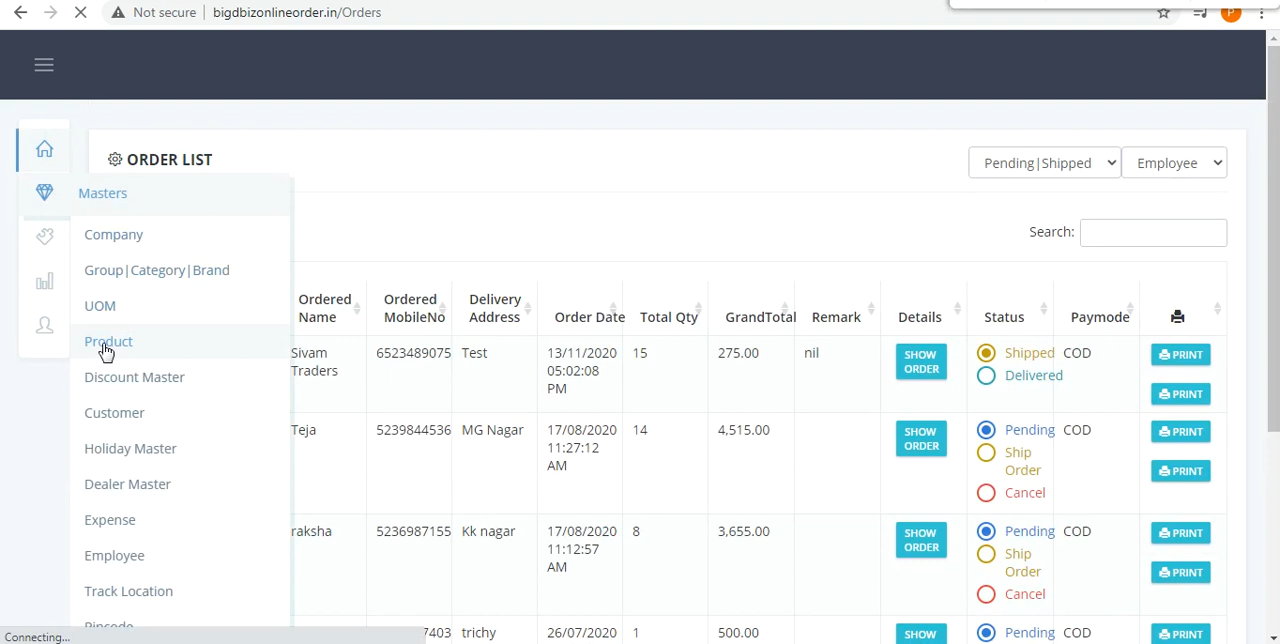 Not secure | bigdbizonlineorder.in/Orders
P
ORDER LIST
Pending|Shipped
Employee
Masters
Company
Group|Category|Brand
UOM
Product
Discount Master
Customer
Holiday Master
Dealer Master
Expense
Employee
Track Location
Pincode
Search:
Ordered Name
Ordered MobileNo
Delivery Address
Order Date
Total Qty
GrandTotal
Remark
Details
Status
Paymode
Sivam Traders
6523489075
Test
13/11/2020 05:02:08 PM
15
275.00
nil
SHOW ORDER
Shipped
Delivered
COD
PRINT
PRINT
Teja
5239844536
MG Nagar
17/08/2020 11:27:12 AM
14
4,515.00
SHOW ORDER
Pending
Ship Order
Cancel
COD
PRINT
PRINT
raksha
5236987155
Kk nagar
17/08/2020 11:12:57 AM
8
3,655.00
SHOW ORDER
Pending
Ship Order
Cancel
COD
PRINT
PRINT
7403
trichy
26/07/2020
1
500.00
SHOW
Pending
COD
PRINT
Connecting...